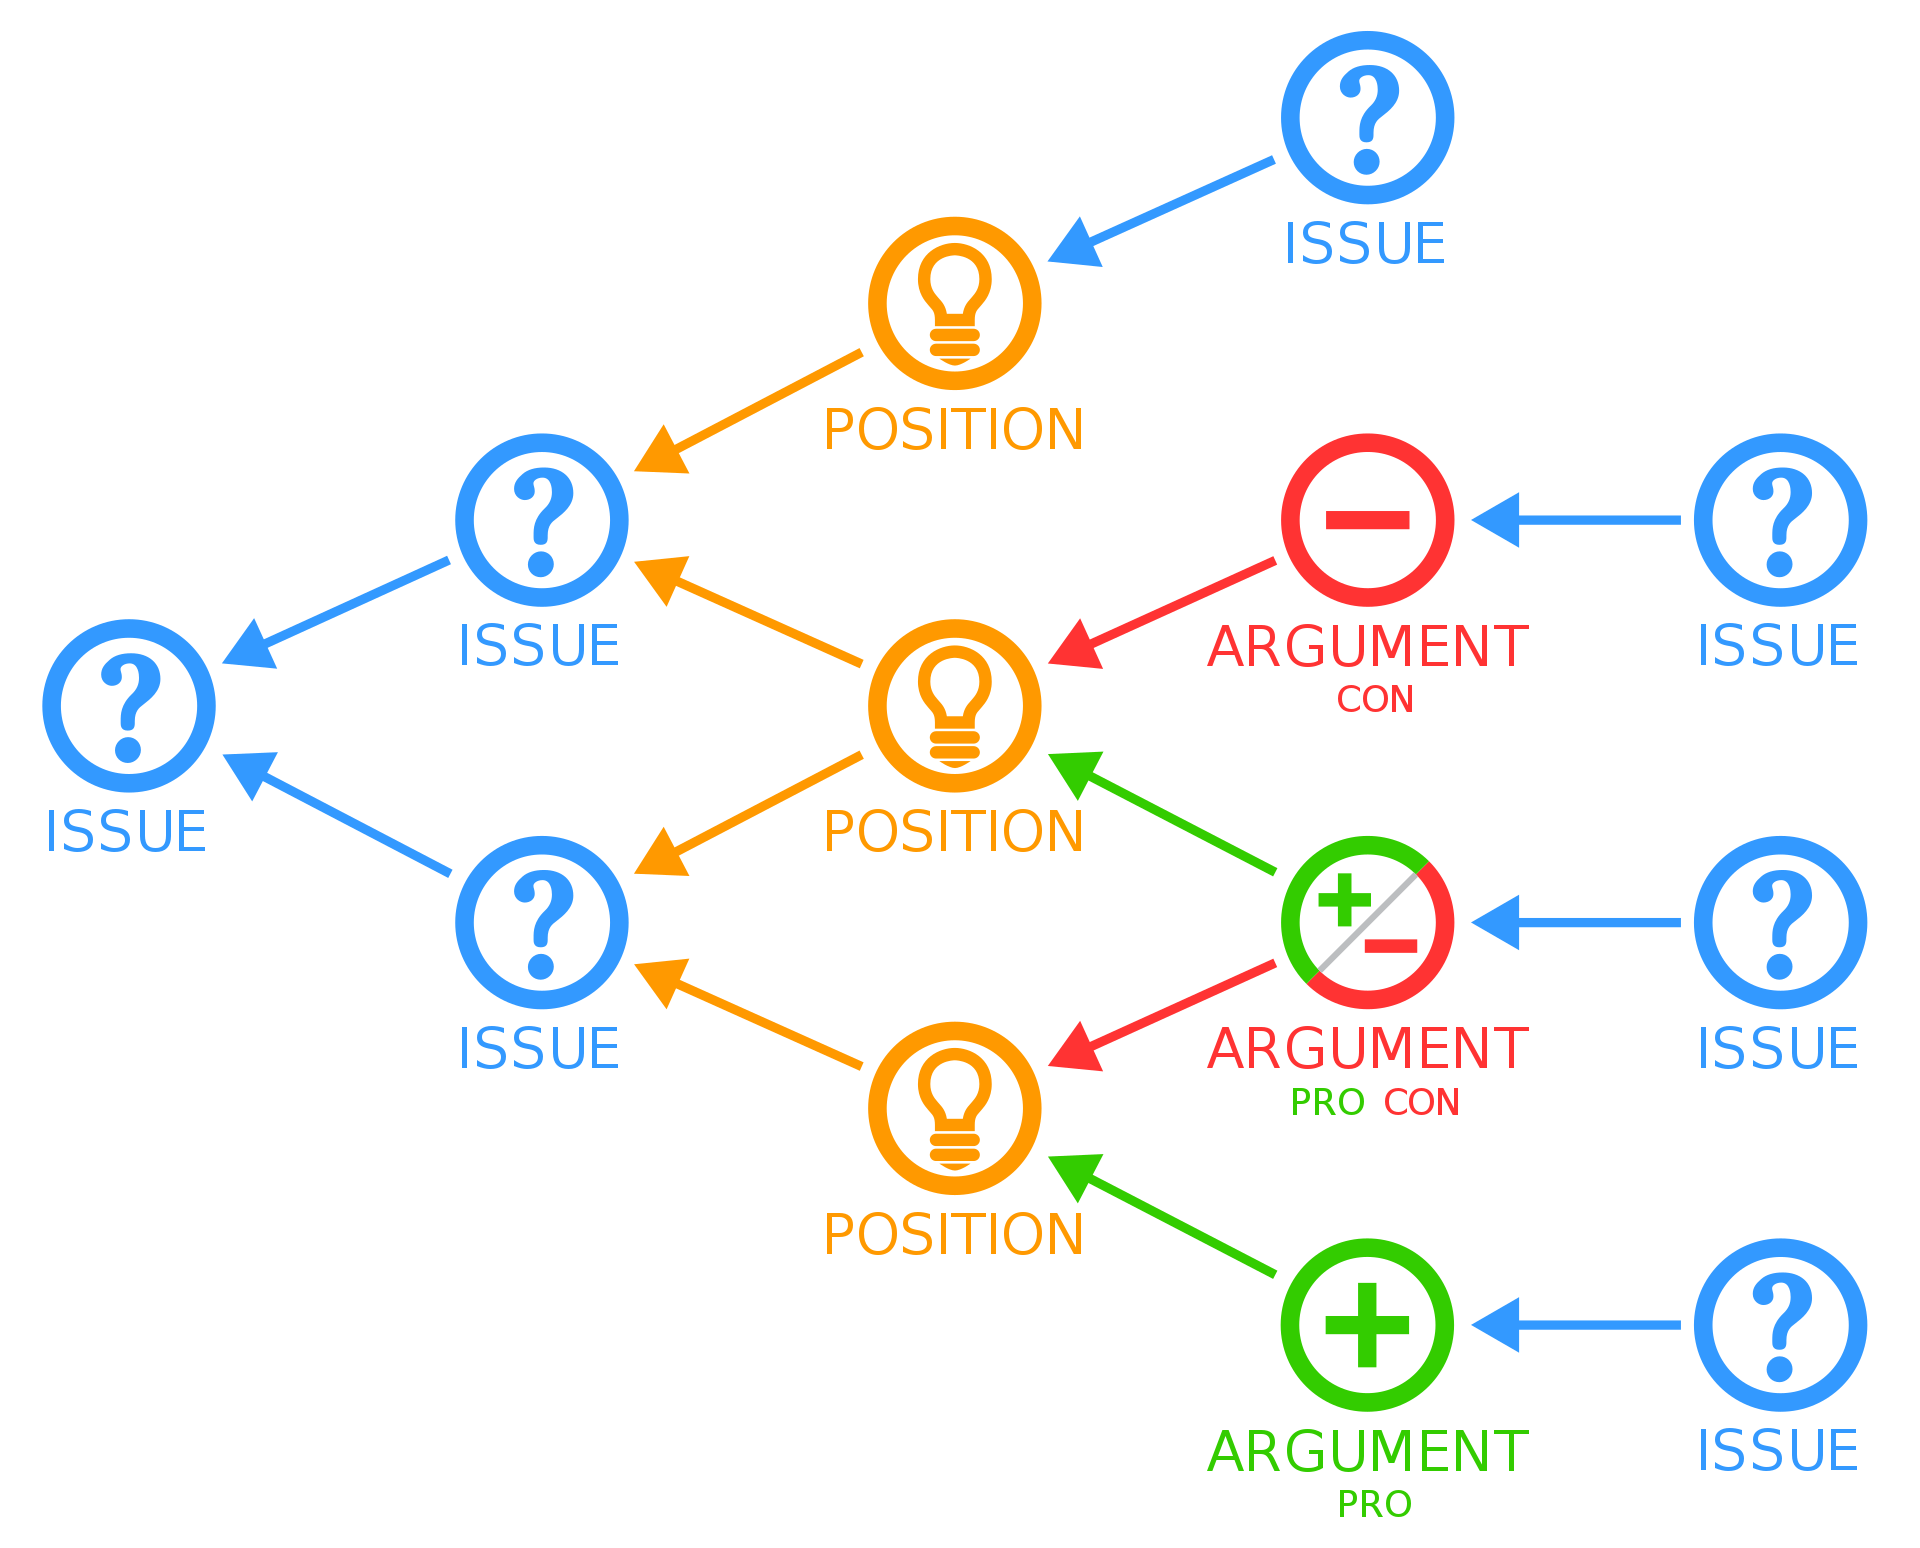 ISSUE
POSITION
ISSUE
ARGUMENT
CON
ISSUE
ISSUE
POSITION
ISSUE
ARGUMENT
PRO CON
ISSUE
POSITION
ARGUMENT
PRO
ISSUE